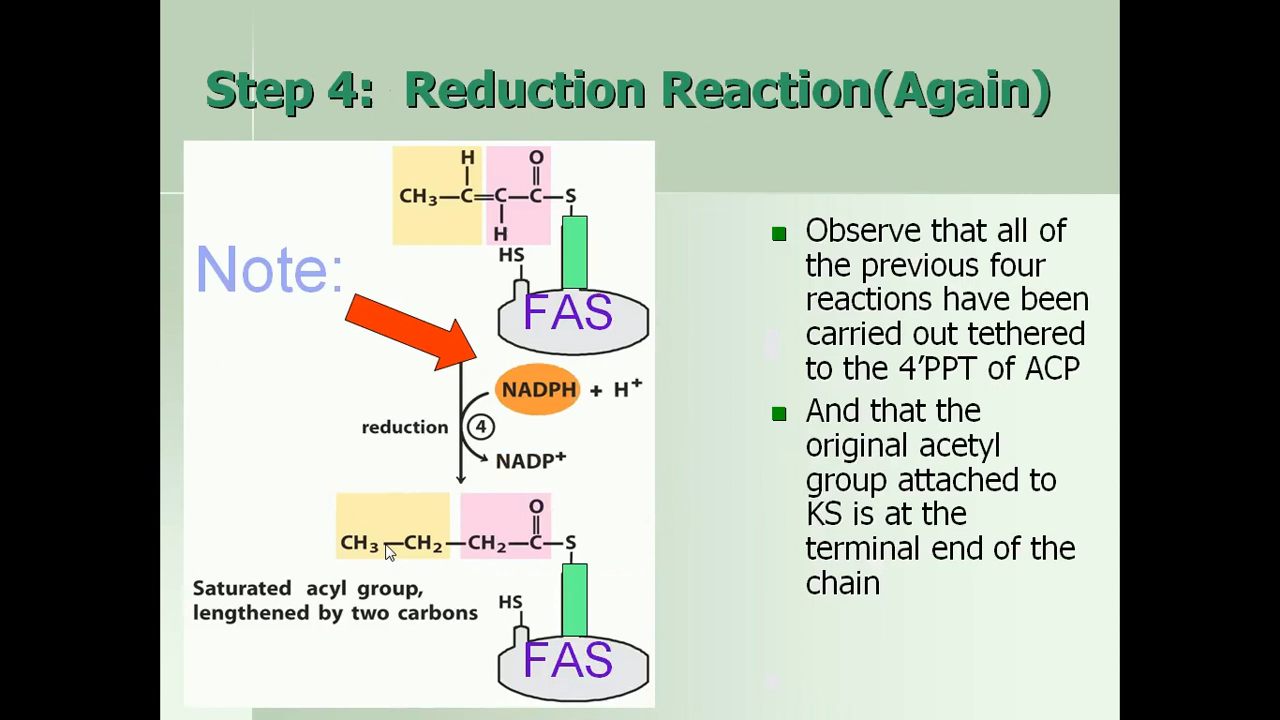 Step 4:  Reduction Reaction(Again)
H
O
CH₃—C=C—C—S
H
HS
Note:
FAS
NADPH + H⁺
reduction
4
NADP⁺
O
CH₃—CH₂—CH₂—C—S
Saturated acyl group,
lengthened by two carbons
HS
FAS
Observe that all of
the previous four
reactions have been
carried out tethered
to the 4’PPT of ACP
And that the
original acetyl
group attached to
KS is at the
terminal end of the
chain